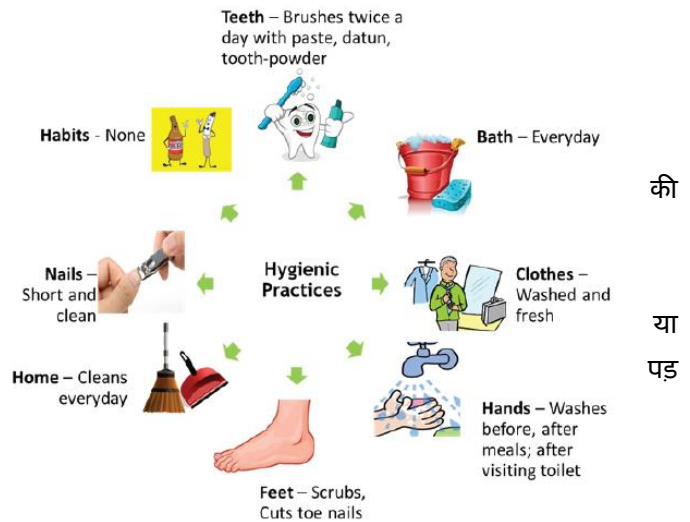 Teeth – Brushes twice a
day with paste, datun,
tooth-powder
Habits - None
Bath – Everyday
की
Nails –
Short and
clean
Hygienic
Practices
Clothes –
Washed and
fresh
या
पड़
Home – Cleans
everyday
Hands – Washes
before, after
meals; after
visiting toilet
Feet – Scrubs,
Cuts toe nails